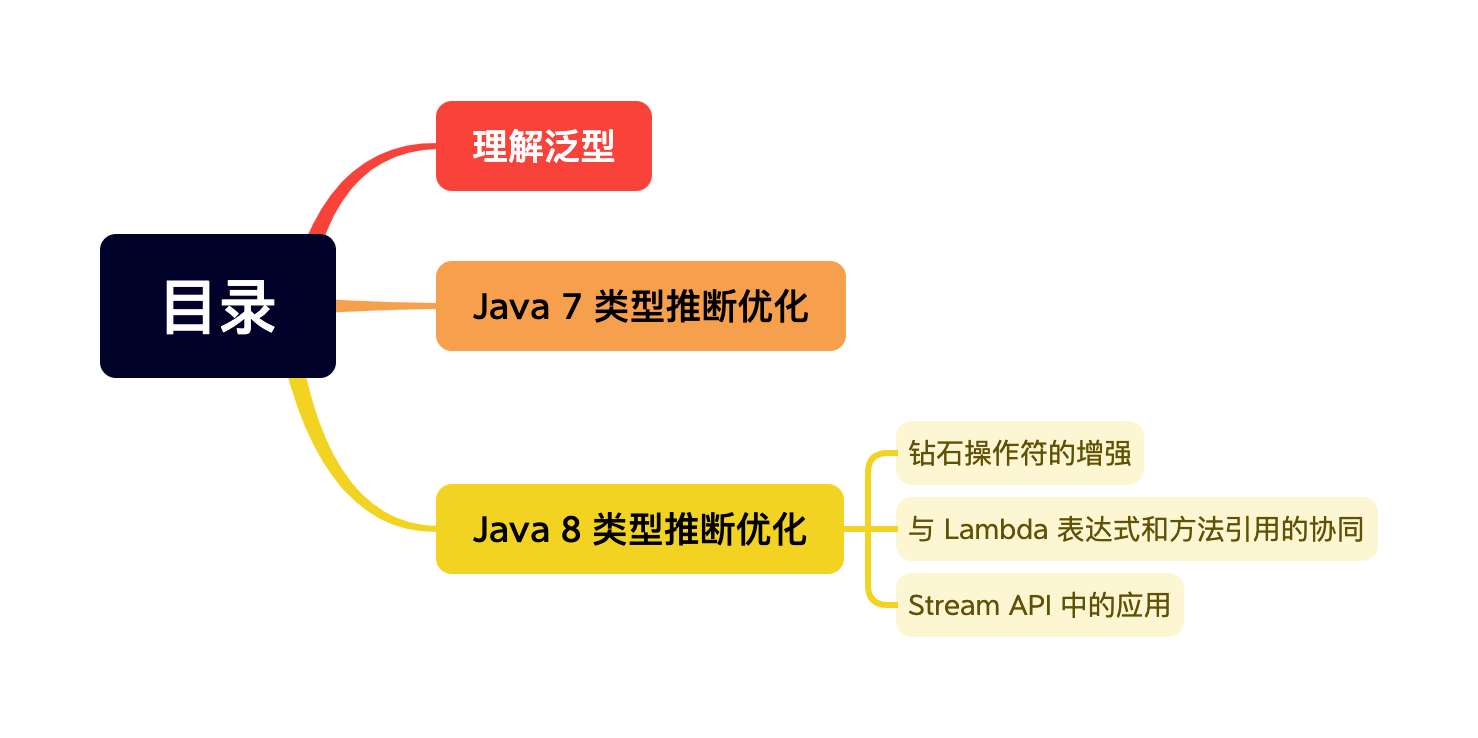 目录
理解泛型
Java 7 类型推断优化
Java 8 类型推断优化
钻石操作符的增强
与 Lambda 表达式和方法引用的协同
Stream API 中的应用